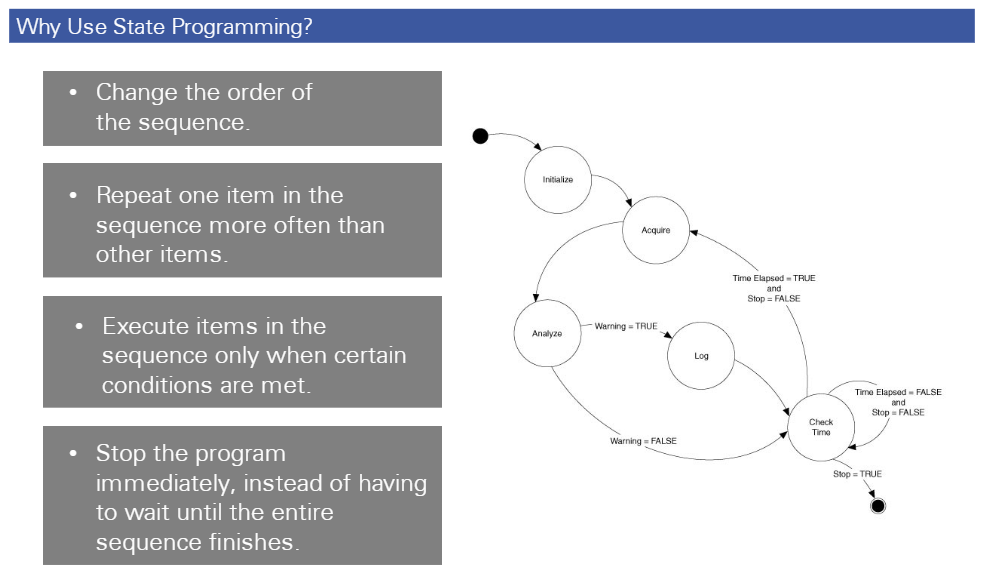 Why Use State Programming?
• Change the order of
the sequence.
• Repeat one item in the
sequence more often than
other items.
• Execute items in the
sequence only when certain
conditions are met.
• Stop the program
immediately, instead of having
to wait until the entire
sequence finishes.
Initialize
Acquire
Time Elapsed = TRUE
and
Stop = FALSE
Analyze
Warning = TRUE
Log
Time Elapsed = FALSE
and
Stop = FALSE
Check
Time
Warning = FALSE
Stop = TRUE